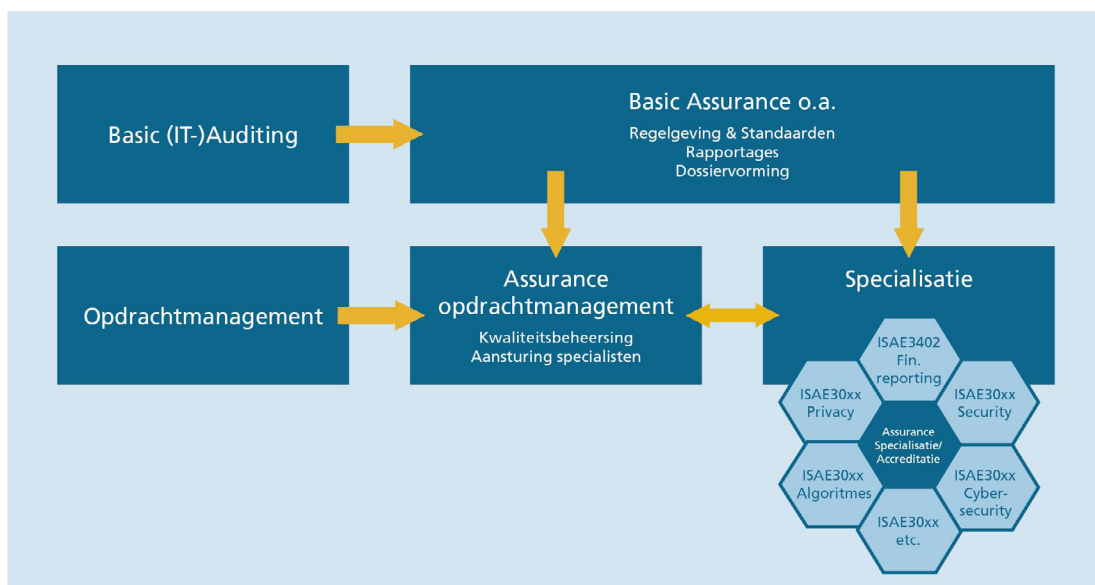 Basic (IT-)Auditing
Basic Assurance o.a.
Regelgeving & Standaarden
Rapportages
Dossiervorming
Opdrachtmanagement
Assurance
opdrachtmanagement
Kwaliteitsbeheersing
Aansturing specialisten
Specialisatie
ISAE3402
Fin.
reporting
ISAE30xx
Privacy
ISAE30xx
Security
Assurance
Specialisatie/
Accreditatie
ISAE30xx
Algoritmes
ISAE30xx
Cyber-
security
ISAE30xx
etc.